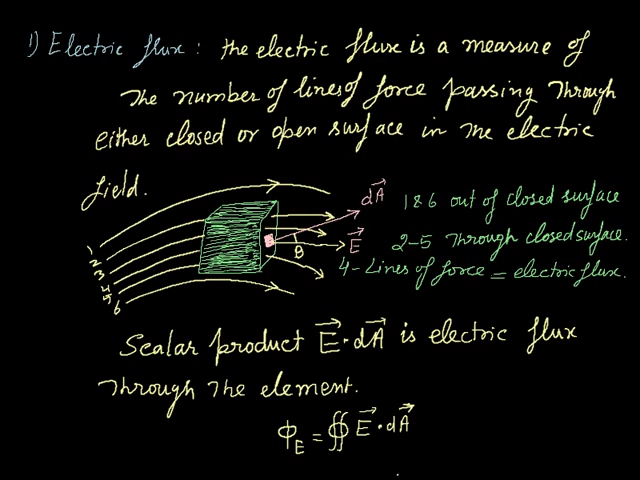 1) Electric flux : the electric flux is a measure of
The number of lines of force passing Through
either closed or open surface in the electric
field.
dA⃗
1&6 out of closed surface
1
2
3
4
5
6
θ
E⃗
2-5 Through closed surface.
4-Lines of force = electric flux.
Scalar product E⃗ · dA⃗ is electric flux
Through The element.
ϕ_E = ∯ E⃗ · dA⃗